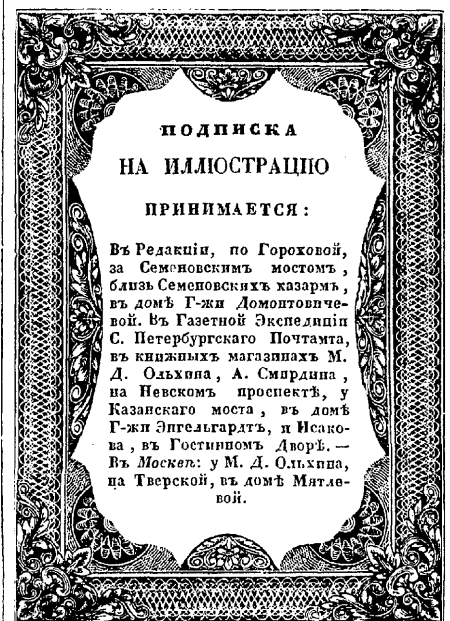 ПОДПИСКА
НА ИЛЛЮСТРАЦІЮ
ПРИНИМАЕТСЯ:
Въ Редакціи, по Гороховой,
за Семеновскимъ мостомъ,
близь Семеновскихъ казармъ,
въ домѣ Г-жи Домонтовиче-
вой. Въ Газетной Экспедиціи
С. Петербургскаго Почтамта,
въ книжныхъ магазинахъ М.
Д. Ольхина, А. Смирдина,
на Невскомъ проспектѣ, у
Казанскаго моста, въ домѣ
Г-жи Энгельгардтъ, и Исако-
ва, въ Гостинномъ Дворѣ. —
Въ Москвѣ: у М. Д. Ольхина,
на Тверской, въ домѣ Мятле-
вой.